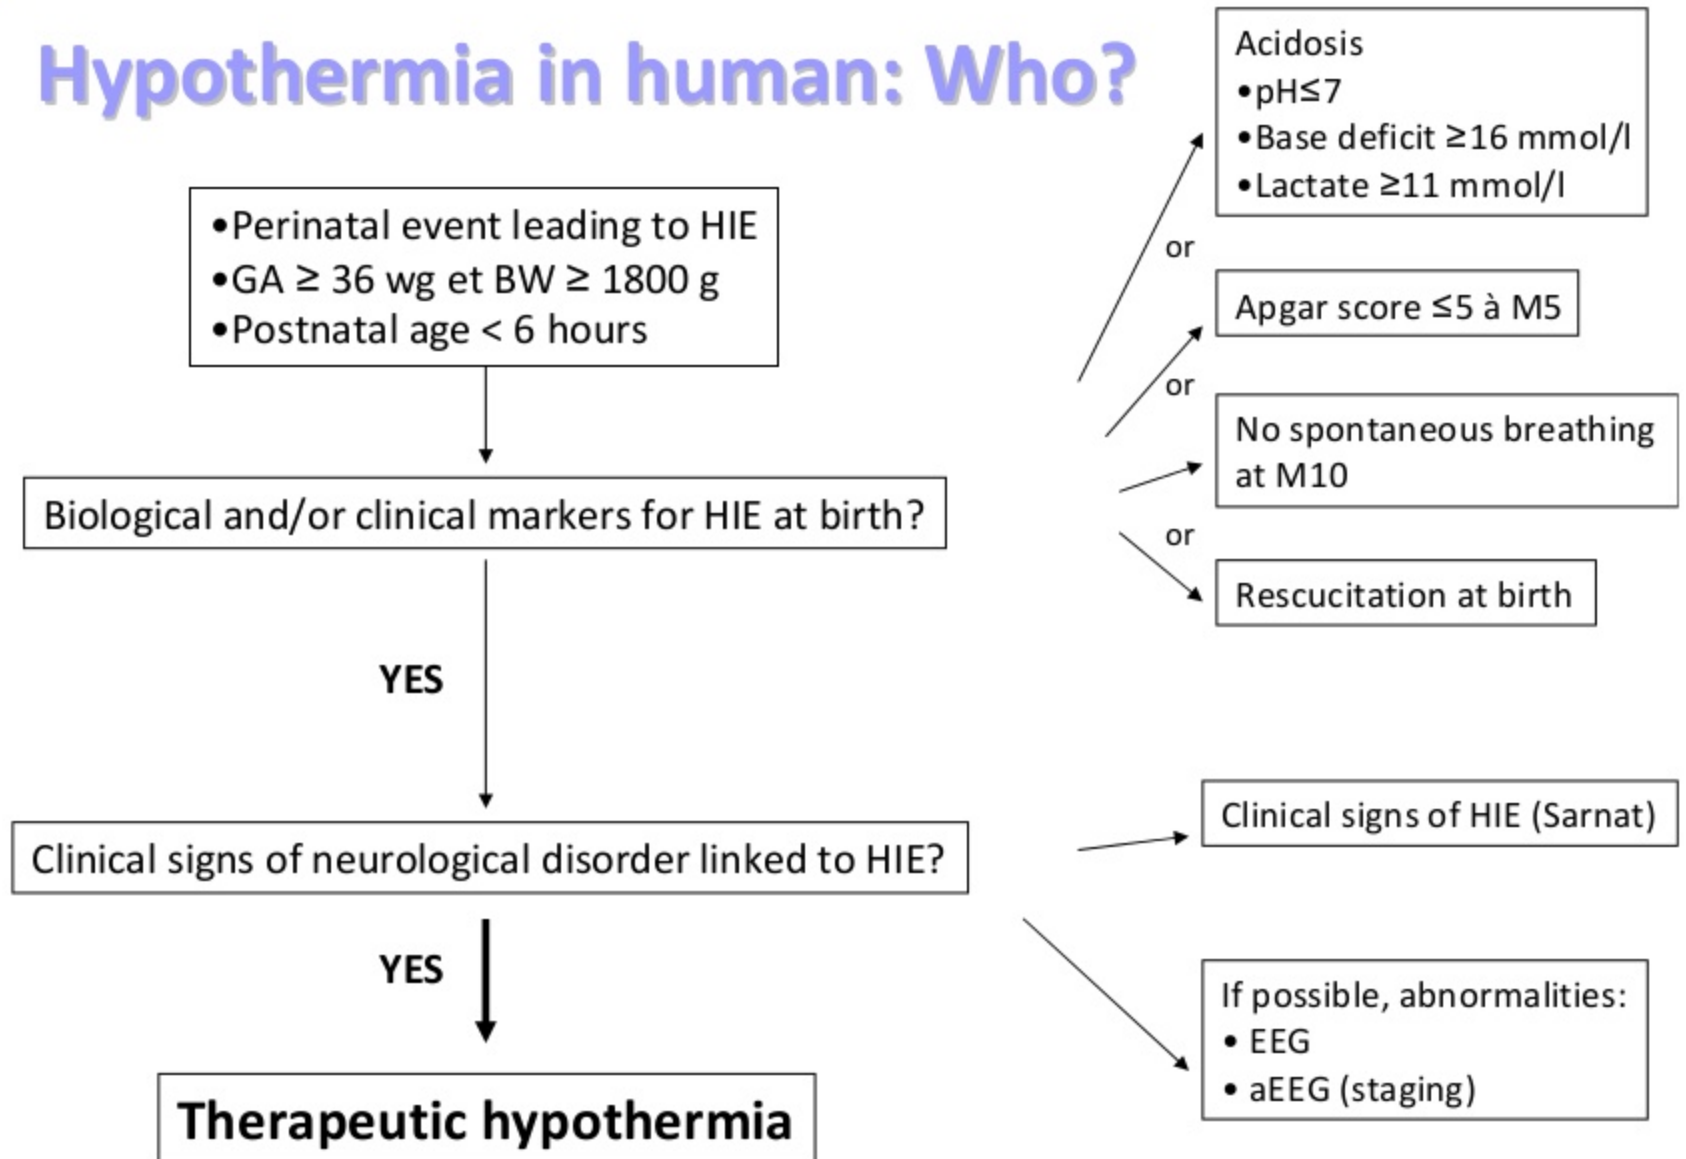 Hypothermia in human: Who?
•Perinatal event leading to HIE
•GA ≥ 36 wg et BW ≥ 1800 g
•Postnatal age < 6 hours
Biological and/or clinical markers for HIE at birth?
Acidosis
•pH≤7
•Base deficit ≥16 mmol/l
•Lactate ≥11 mmol/l
or
Apgar score ≤5 à M5
or
No spontaneous breathing
at M10
or
Rescucitation at birth
YES
Clinical signs of neurological disorder linked to HIE?
Clinical signs of HIE (Sarnat)
If possible, abnormalities:
• EEG
• aEEG (staging)
YES
Therapeutic hypothermia